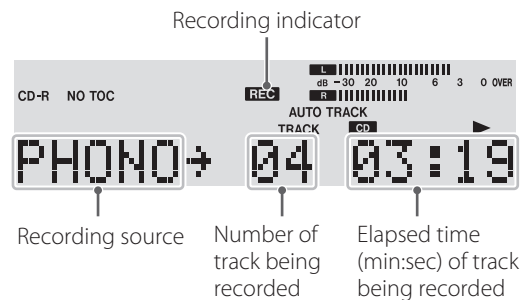 Recording indicator
L
dB -30 20 10 6 3 0 OVER
CD-R NO TOC REC R
AUTO TRACK
TRACK CD
PHONO→ 04 03:19
Recording source
Number of
track being
recorded
Elapsed time
(min:sec) of track
being recorded